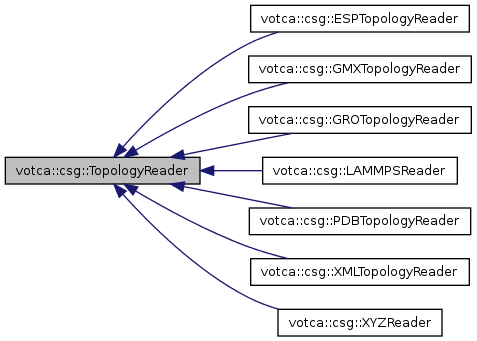 votca::csg::ESPTopologyReader
votca::csg::GMXTopologyReader
votca::csg::GROTopologyReader
votca::csg::TopologyReader
votca::csg::LAMMPSReader
votca::csg::PDBTopologyReader
votca::csg::XMLTopologyReader
votca::csg::XYZReader